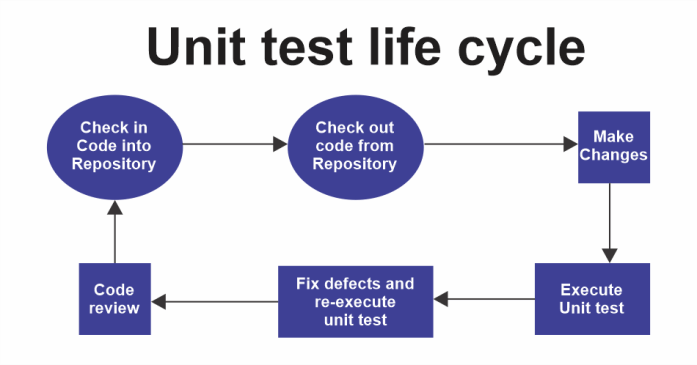 Unit test life cycle
Check in
Code into
Repository
Check out
code from
Repository
Make
Changes
Execute
Unit test
Fix defects and
re-execute
unit test
Code
review